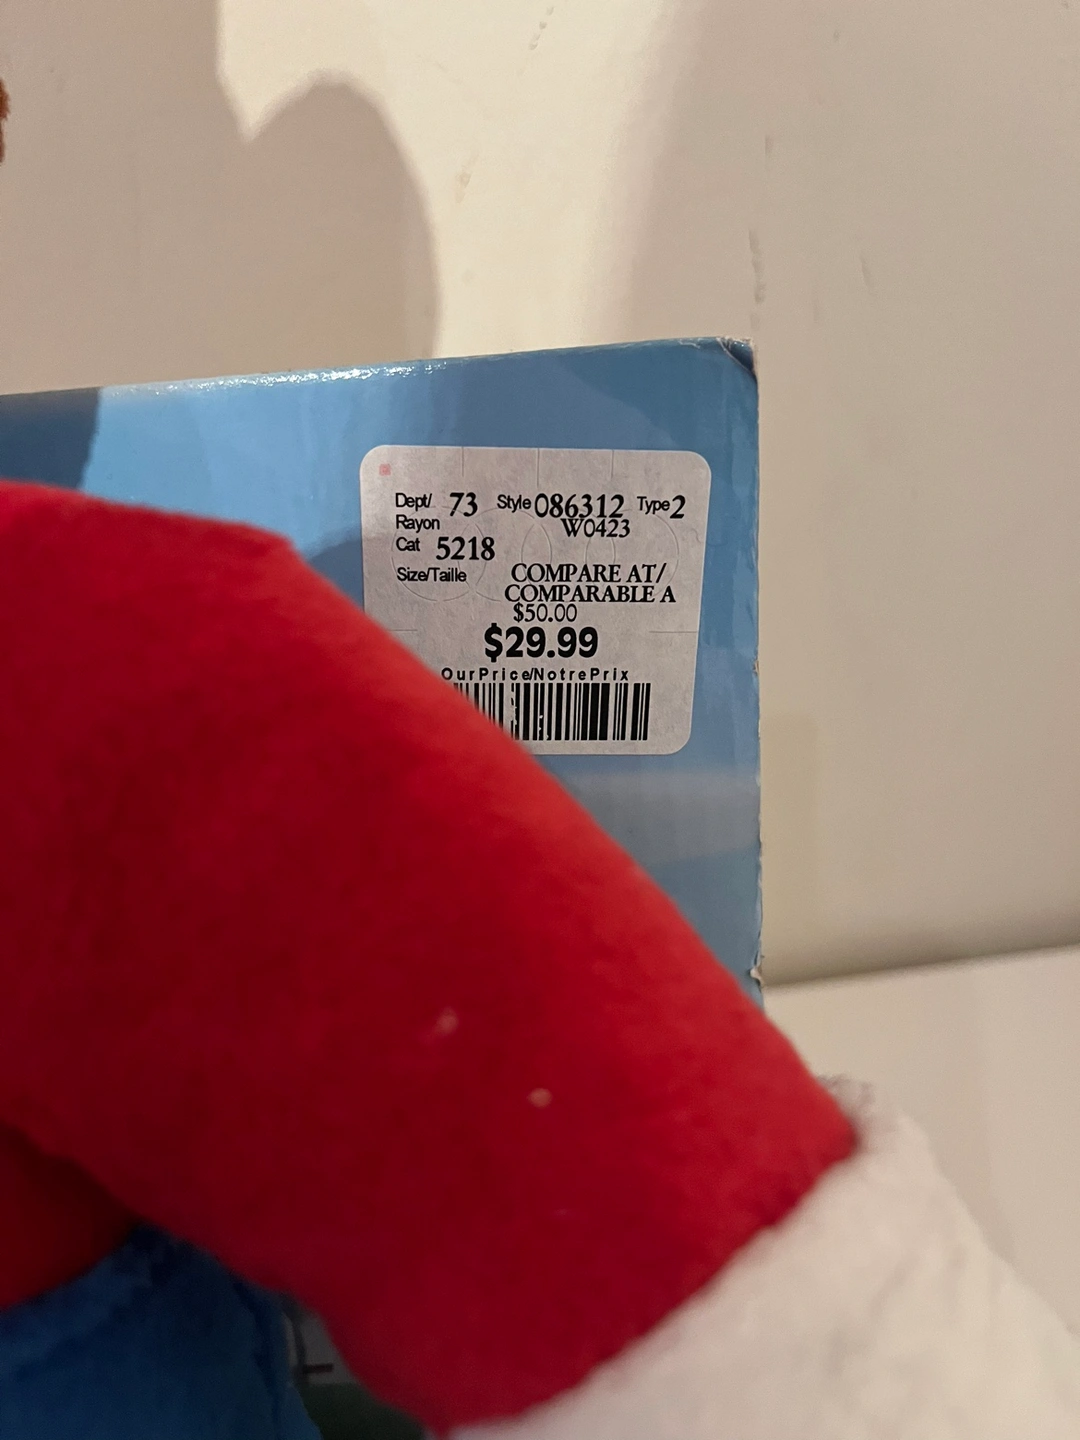 Dept/ 73 Style 086312 Type 2
Rayon W0423
Cat 5218
Size/Taille COMPARE AT/
COMPARABLE A
$50.00
$29.99
OurPrice/NotrePrix